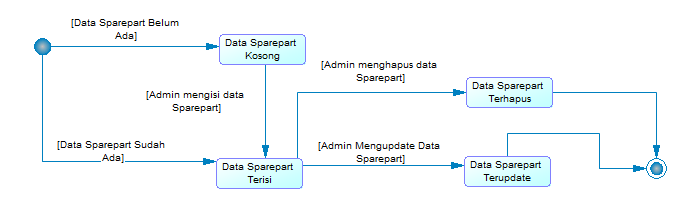 [Data Sparepart Belum
Ada]
Data Sparepart
Kosong
[Admin menghapus data
Sparepart]
[Admin mengisi data
Sparepart]
Data Sparepart
Terhapus
[Data Sparepart Sudah
Ada]
[Admin Mengupdate Data
Sparepart]
Data Sparepart
Terisi
Data Sparepart
Terupdate